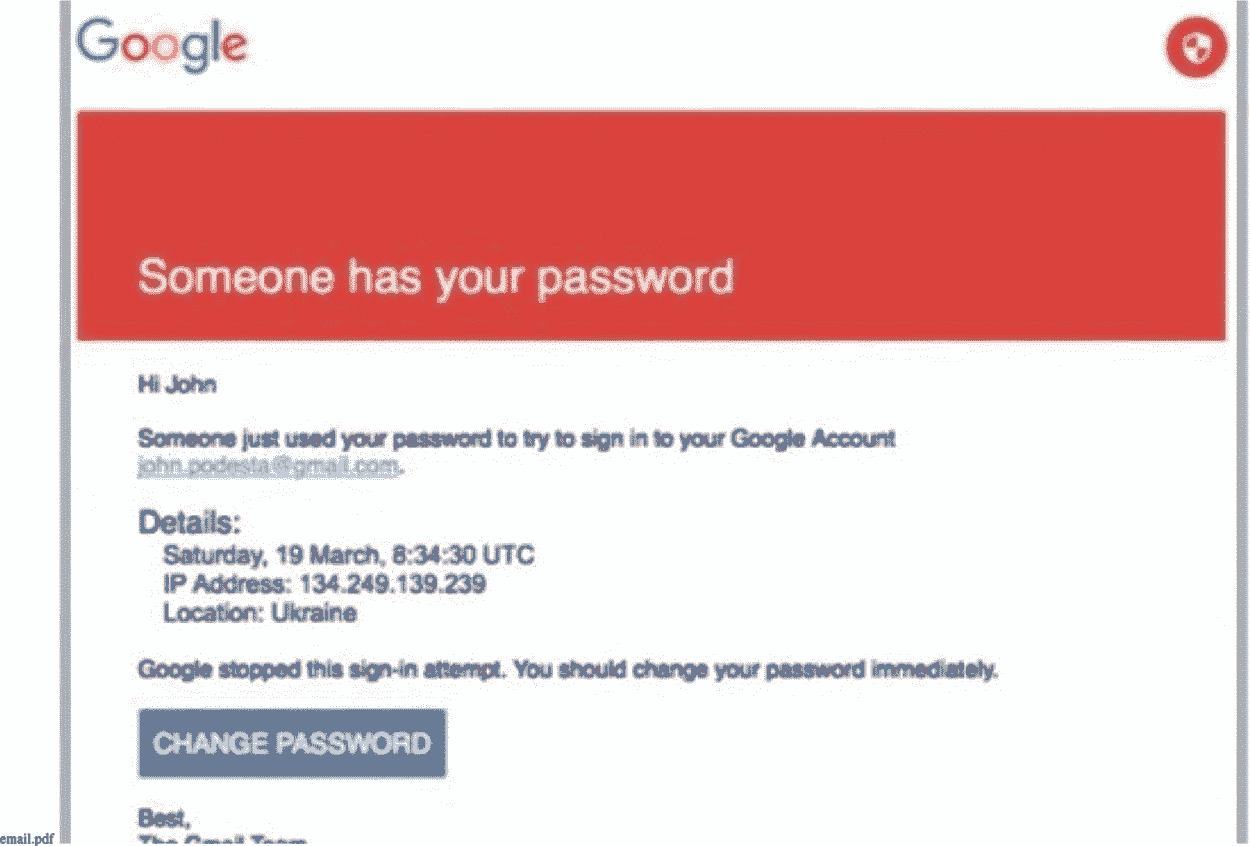 Google
Someone has your password
Hi John
Someone just used your password to try to sign in to your Google Account
john.podesta@gmail.com.
Details:
Saturday, 19 March, 8:34:30 UTC
IP Address: 134.249.139.239
Location: Ukraine
Google stopped this sign-in attempt. You should change your password immediately.
CHANGE PASSWORD
Best,
The Gmail Team
email.pdf